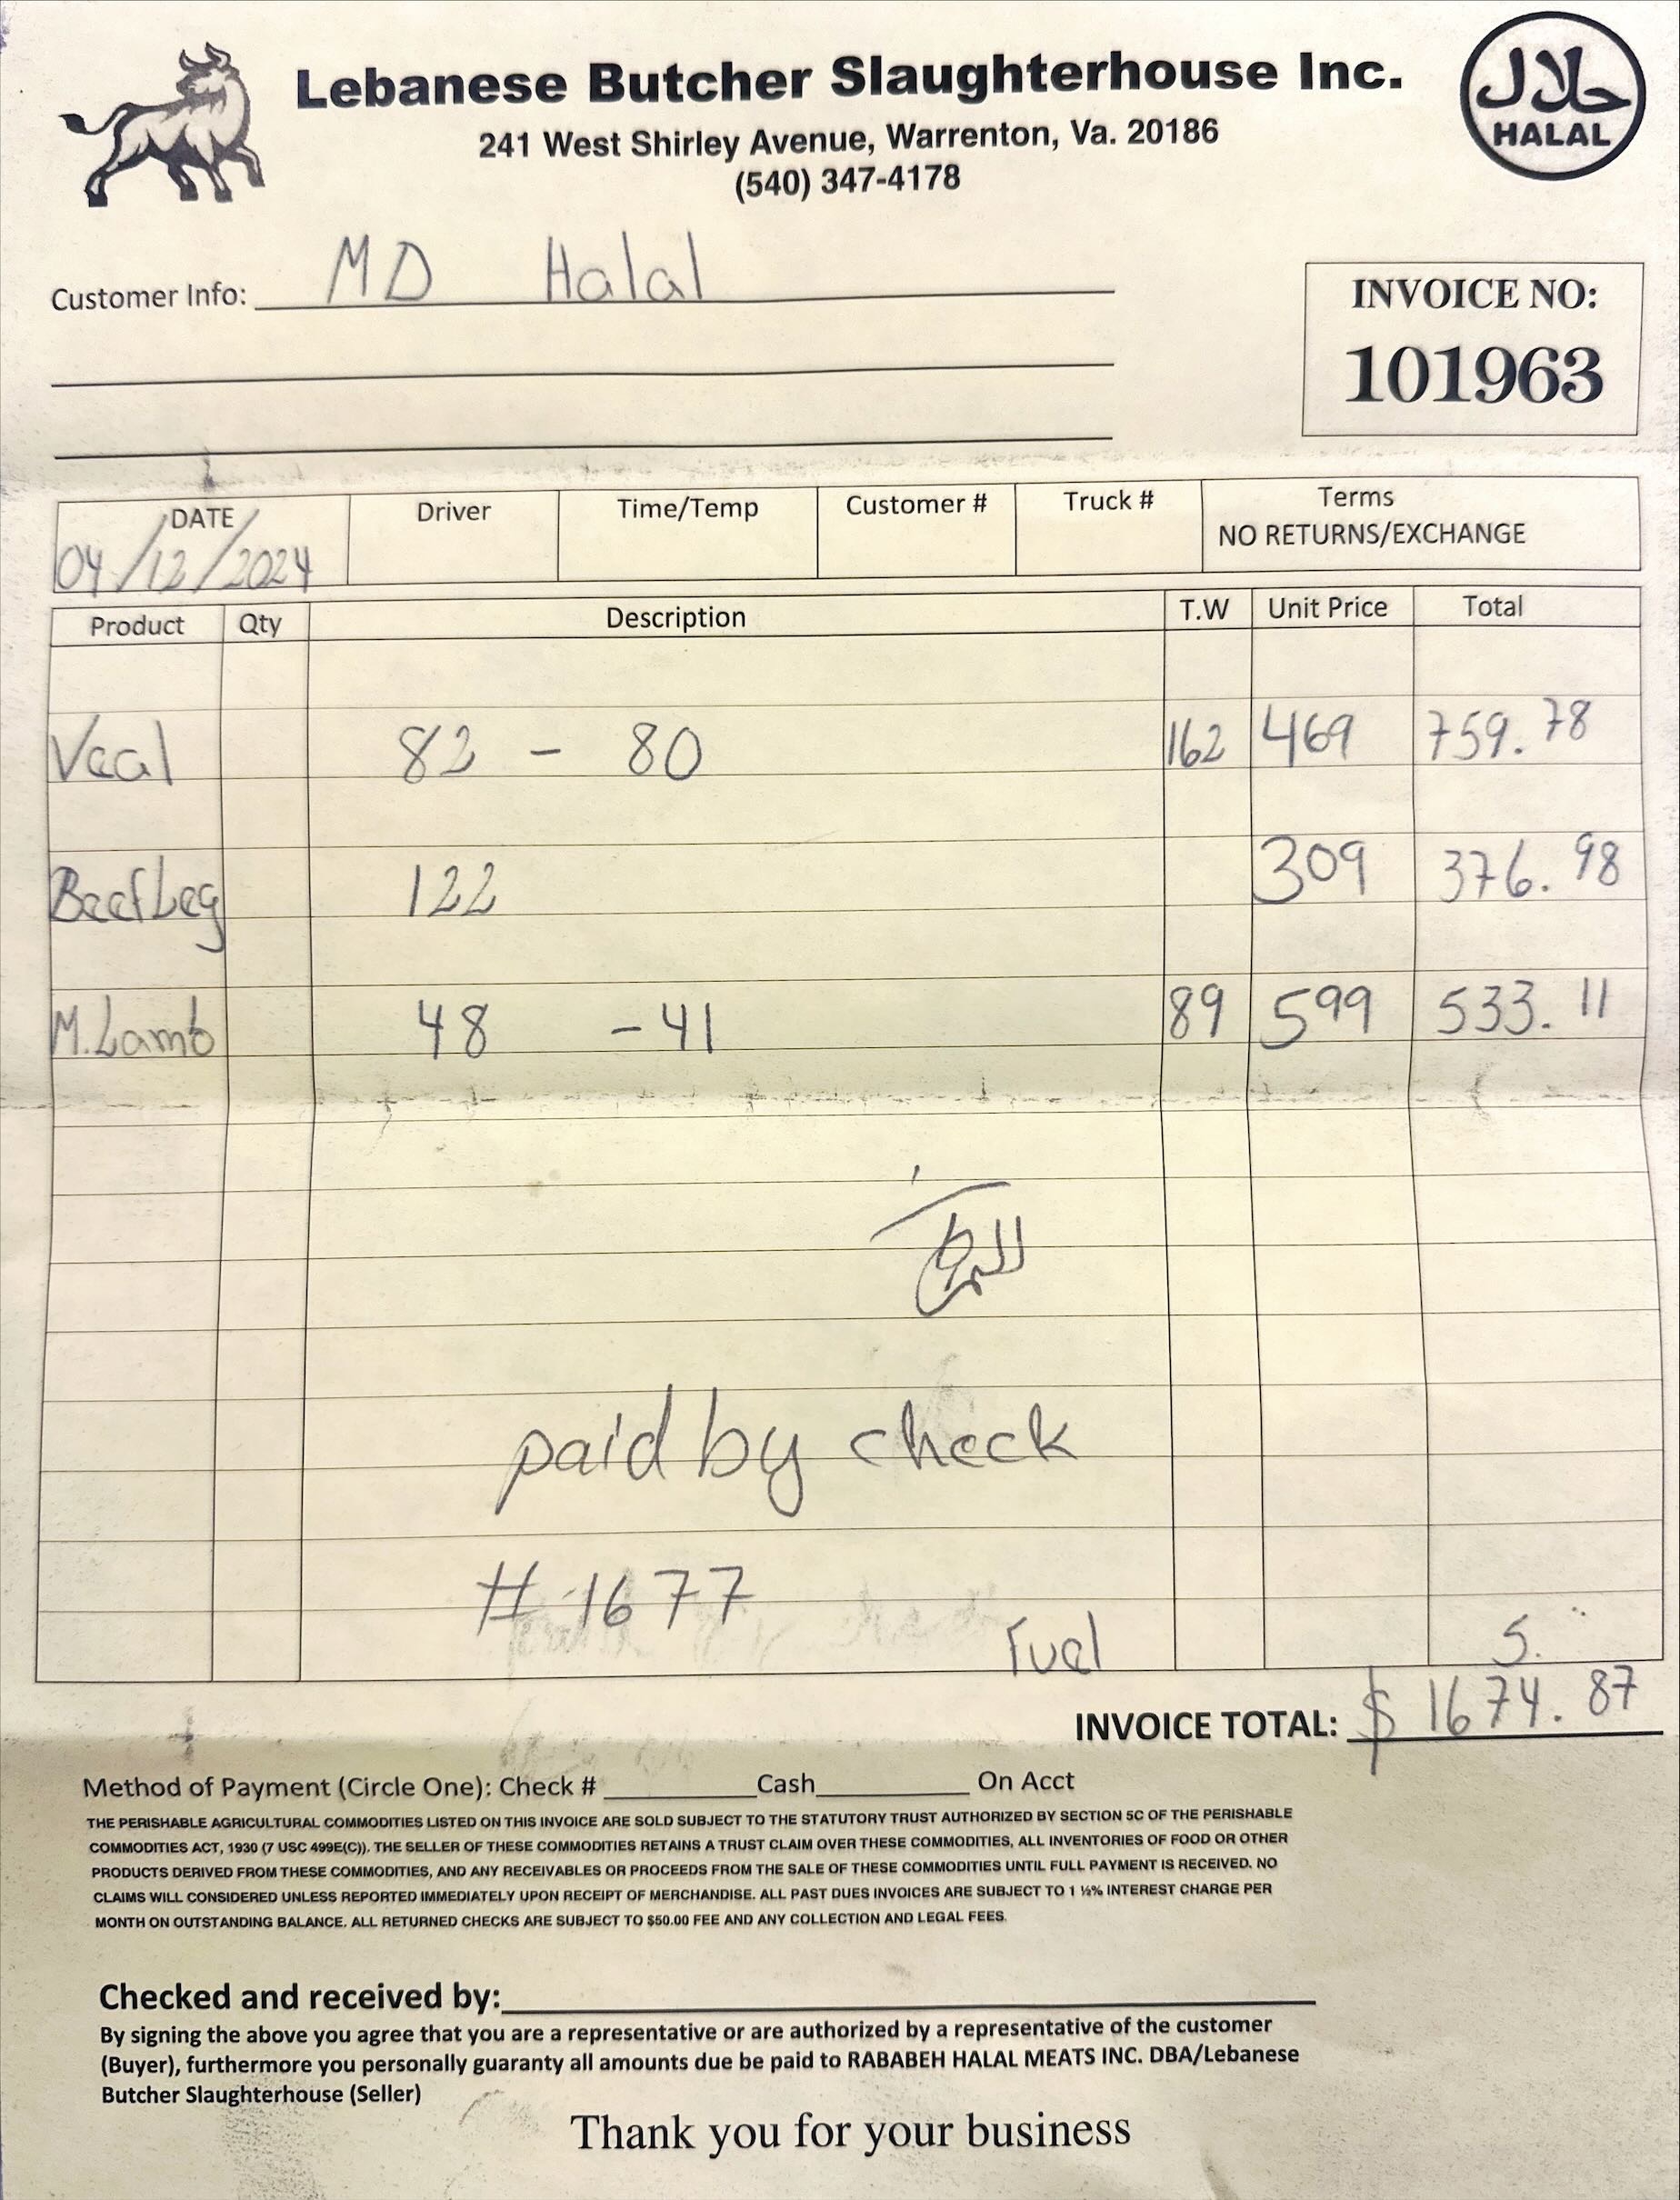 Lebanese Butcher Slaughterhouse Inc.
241 West Shirley Avenue, Warrenton, Va. 20186
(540) 347-4178
حلال
HALAL
Customer Info: MD Halal
INVOICE NO:
101963
DATE Driver Time/Temp Customer # Truck # Terms
04/12/2024 NO RETURNS/EXCHANGE
Product Qty Description T.W Unit Price Total
Veal 82 - 80 162 469 759.78
Beef Leg 122 309 376.98
M.Lamb 48 - 41 89 599 533.11
paid by check
# 1677
Fuel 5.
INVOICE TOTAL: $ 1674.87
Method of Payment (Circle One): Check # ________ Cash ________ On Acct
THE PERISHABLE AGRICULTURAL COMMODITIES LISTED ON THIS INVOICE ARE SOLD SUBJECT TO THE STATUTORY TRUST AUTHORIZED BY SECTION 5C OF THE PERISHABLE
COMMODITIES ACT, 1930 (7 USC 499E(C)). THE SELLER OF THESE COMMODITIES RETAINS A TRUST CLAIM OVER THESE COMMODITIES, ALL INVENTORIES OF FOOD OR OTHER
PRODUCTS DERIVED FROM THESE COMMODITIES, AND ANY RECEIVABLES OR PROCEEDS FROM THE SALE OF THESE COMMODITIES UNTIL FULL PAYMENT IS RECEIVED. NO
CLAIMS WILL CONSIDERED UNLESS REPORTED IMMEDIATELY UPON RECEIPT OF MERCHANDISE. ALL PAST DUES INVOICES ARE SUBJECT TO 1 ½% INTEREST CHARGE PER
MONTH ON OUTSTANDING BALANCE. ALL RETURNED CHECKS ARE SUBJECT TO $50.00 FEE AND ANY COLLECTION AND LEGAL FEES.
Checked and received by:
By signing the above you agree that you are a representative or are authorized by a representative of the customer
(Buyer), furthermore you personally guaranty all amounts due be paid to RABABEH HALAL MEATS INC. DBA/Lebanese
Butcher Slaughterhouse (Seller)
Thank you for your business